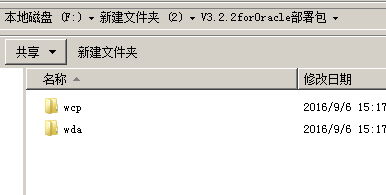 本地磁盘 (F:) ▸ 新建文件夹 (2) ▸ V3.2.2forOracle部署包 ▸
共享 ▼ 新建文件夹
名称 修改日期
wcp 2016/9/6 15:17
wda 2016/9/6 15:17